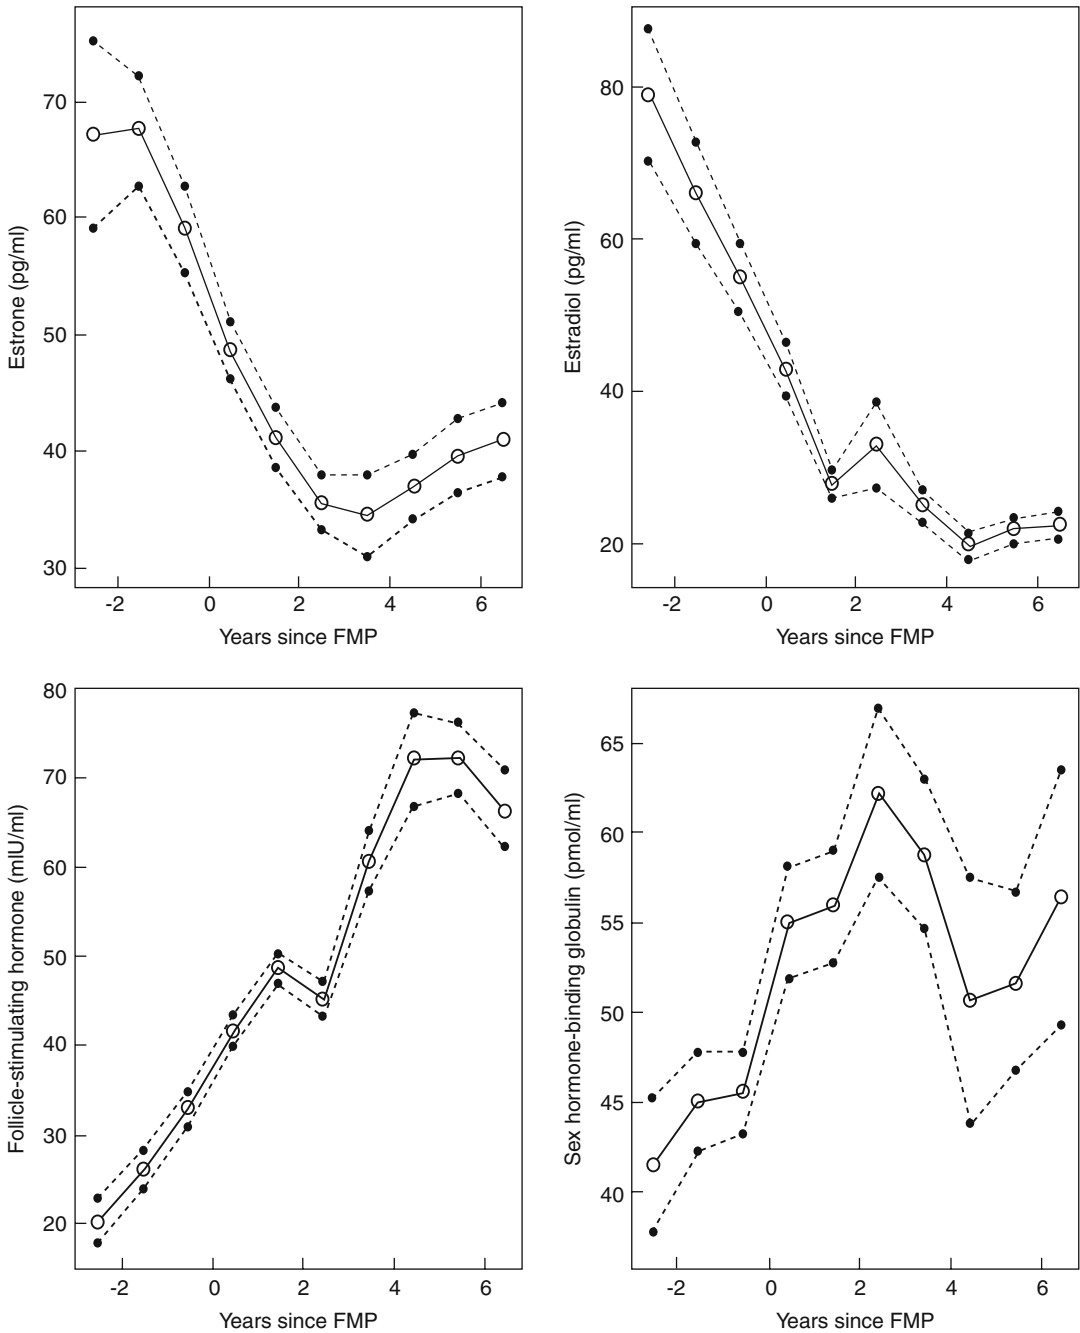 Estrone (pg/ml)
70
60
50
40
30
-2 0 2 4 6
Years since FMP
Estradiol (pg/ml)
80
60
40
20
-2 0 2 4 6
Years since FMP
Follicle-stimulating hormone (mIU/ml)
80
70
60
50
40
30
20
-2 0 2 4 6
Years since FMP
Sex hormone-binding globulin (pmol/ml)
65
60
55
50
45
40
-2 0 2 4 6
Years since FMP